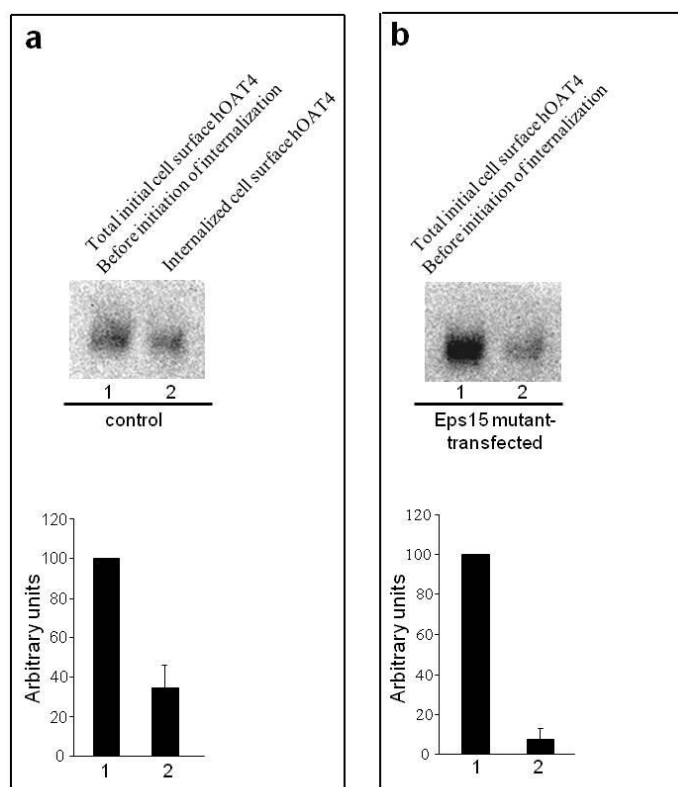 a
Total initial cell surface hOAT4
Before initiation of internalization
Internalized cell surface hOAT4
1 2
control
120
100
80
60
40
20
0
Arbitrary units
1 2
b
Total initial cell surface hOAT4
Before initiation of internalization
1 2
Eps15 mutant-
transfected
120
100
80
60
40
20
0
Arbitrary units
1 2